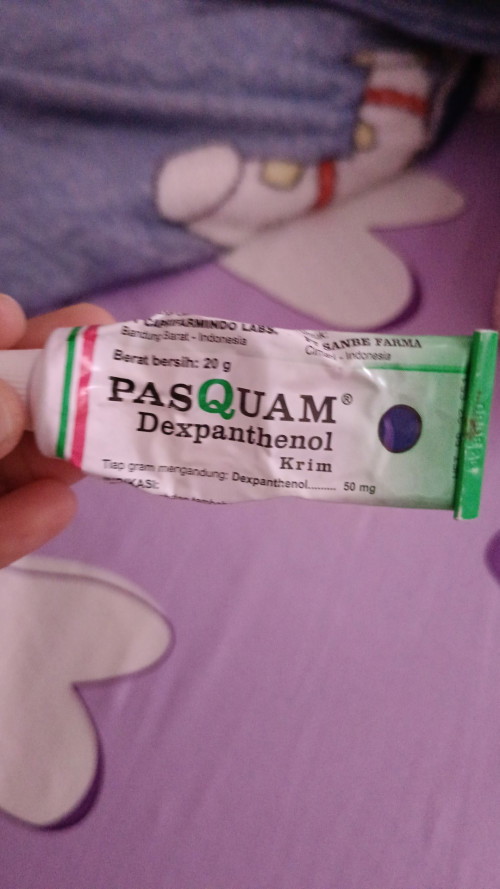 CAPRIFARMINDO LABS.
Bandung Barat - Indonesia
SANBE FARMA
Indonesia
Berat bersih: 20 g
PASQUAM®
Dexpanthenol
Krim
Tiap gram mengandung: Dexpanthenol......... 50 mg